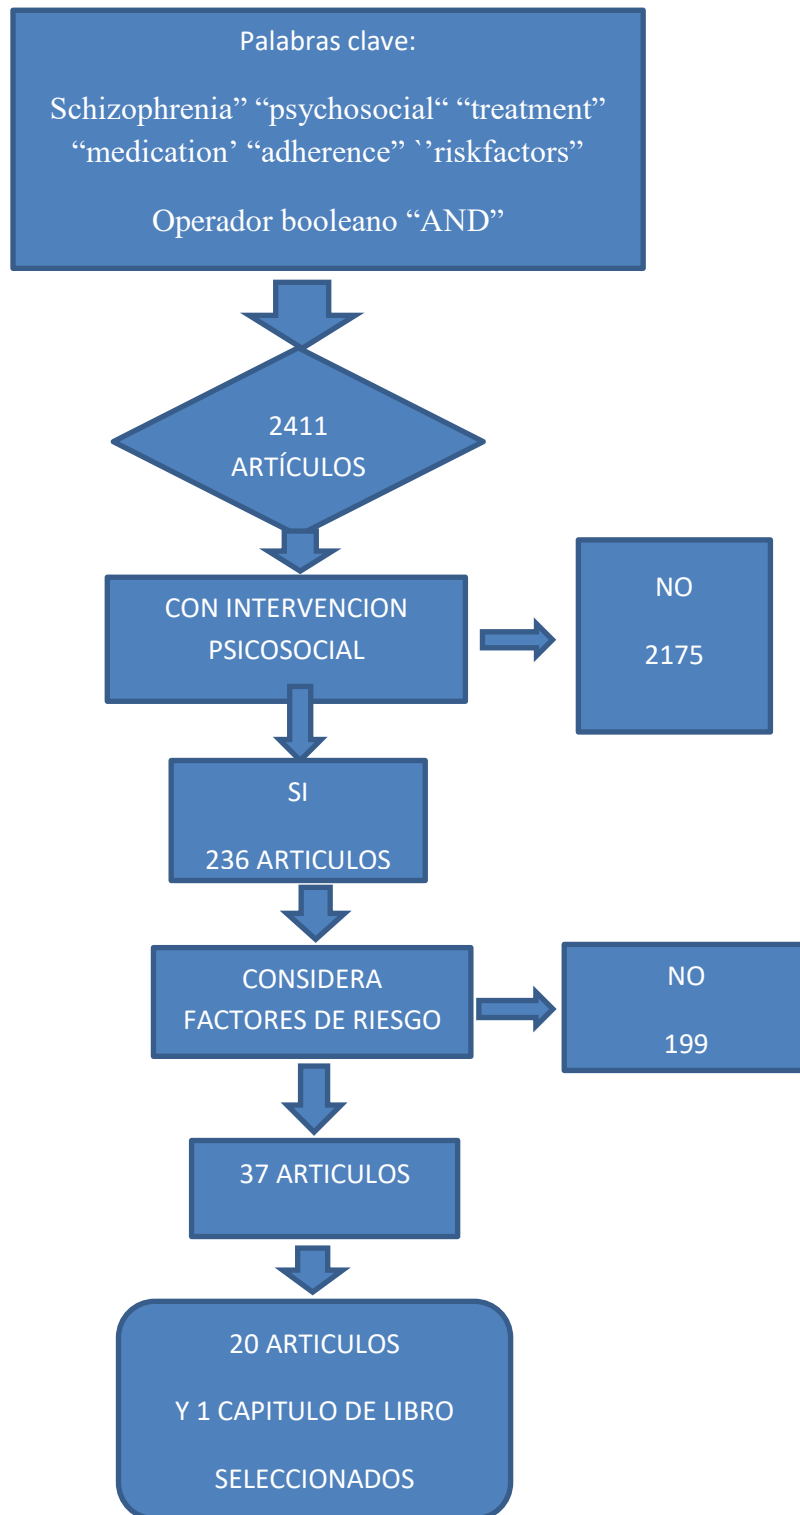 Palabras clave:
Schizophrenia” “psychosocial“ “treatment”
“medication’ “adherence” ``riskfactors”
Operador booleano “AND”
2411
ARTÍCULOS
CON INTERVENCION
PSICOSOCIAL
NO
2175
SI
236 ARTICULOS
CONSIDERA
FACTORES DE RIESGO
NO
199
37 ARTICULOS
20 ARTICULOS
Y 1 CAPITULO DE LIBRO
SELECCIONADOS